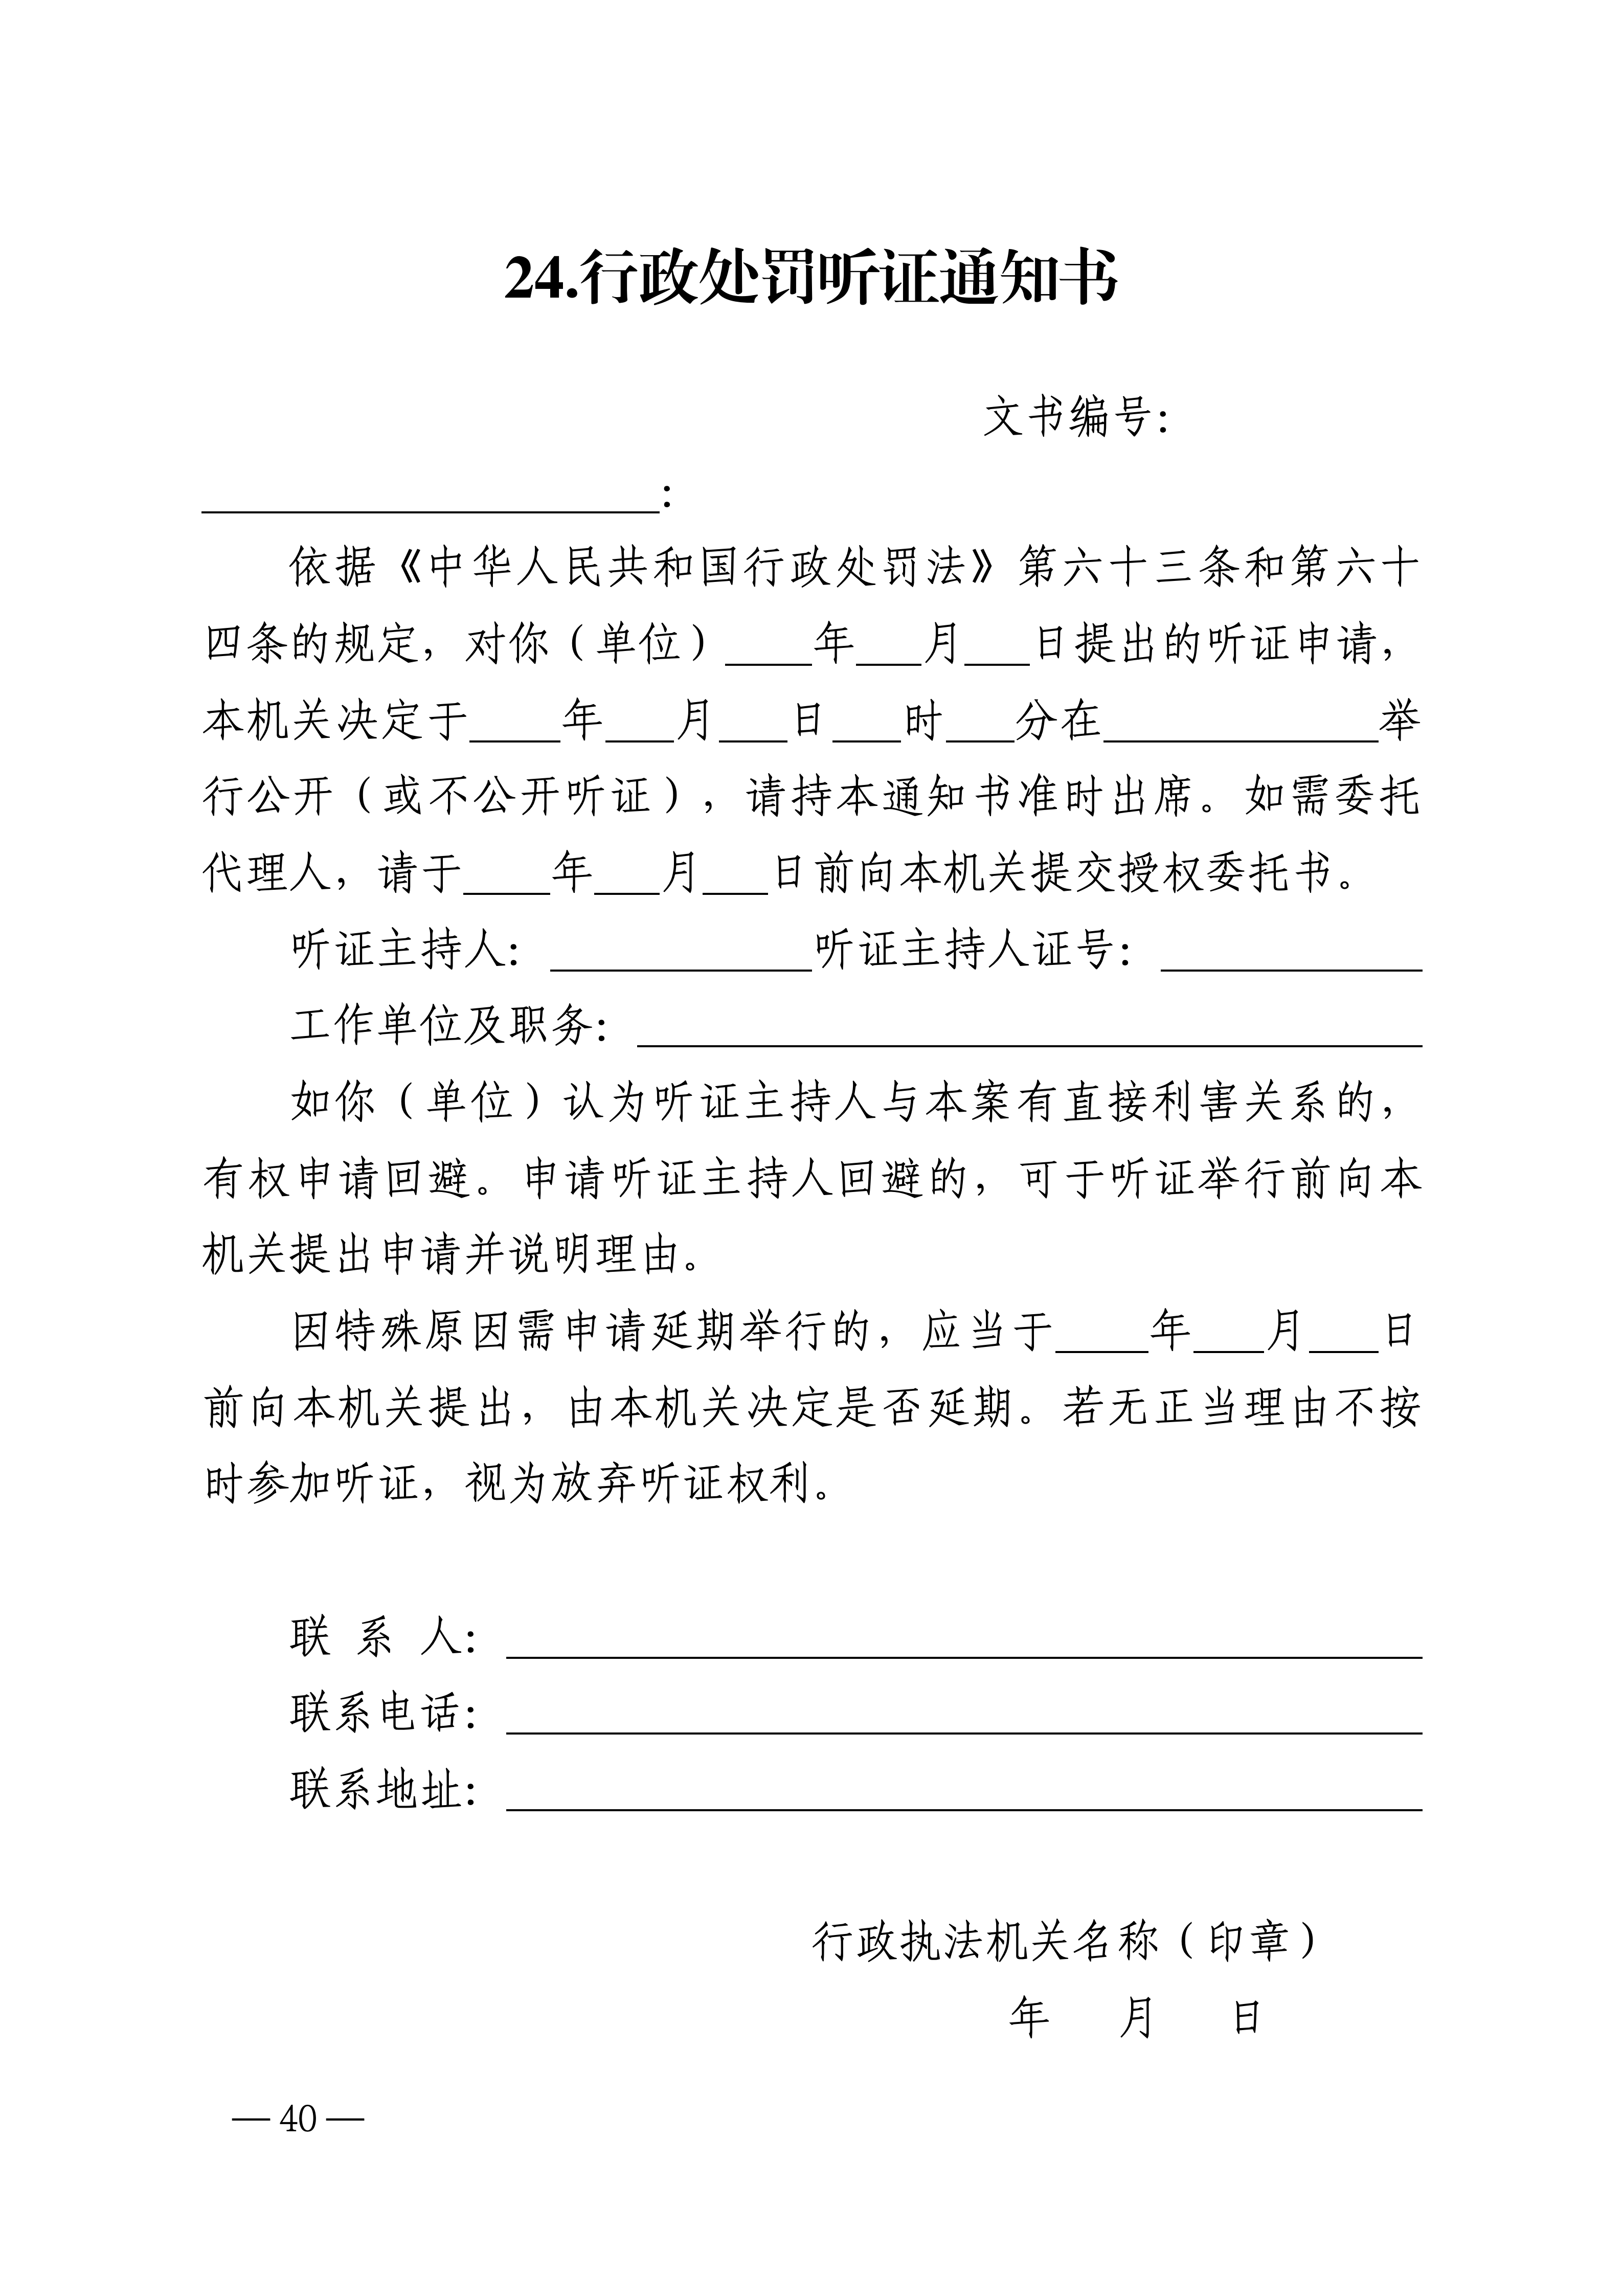 24.行政处罚听证通知书
文书编号：
_____________________：
依据《中华人民共和国行政处罚法》第六十三条和第六十
四条的规定，对你（单位）____年___月___日提出的听证申请，
本机关决定于____年___月___日___时___分在____________举
行公开（或不公开听证），请持本通知书准时出席。如需委托
代理人，请于____年___月___日前向本机关提交授权委托书。
听证主持人：____________听证主持人证号：____________
工作单位及职务：____________________________________
如你（单位）认为听证主持人与本案有直接利害关系的，
有权申请回避。申请听证主持人回避的，可于听证举行前向本
机关提出申请并说明理由。
因特殊原因需申请延期举行的，应当于____年___月___日
前向本机关提出，由本机关决定是否延期。若无正当理由不按
时参加听证，视为放弃听证权利。
联 系 人：__________________________________________
联系电话：__________________________________________
联系地址：__________________________________________
行政执法机关名称（印章）
年 月 日
— 40 —